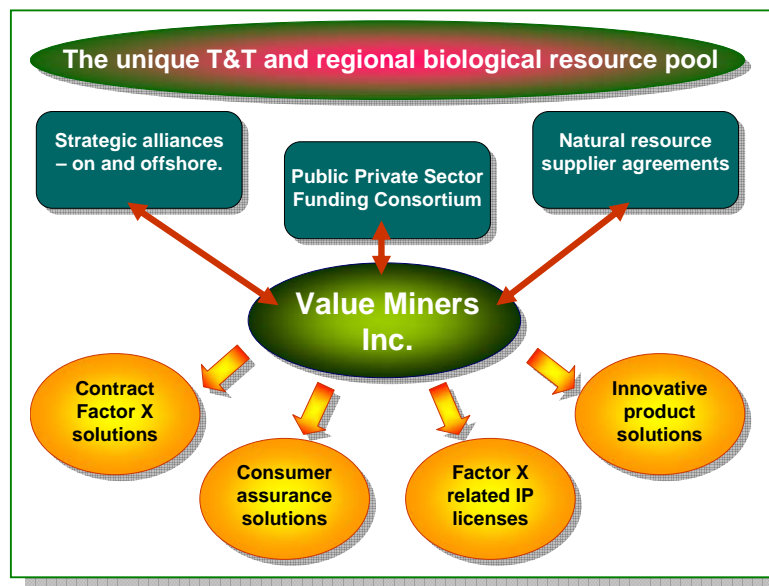 The unique T&T and regional biological resource pool
Strategic alliances
– on and offshore.
Public Private Sector
Funding Consortium
Natural resource
supplier agreements
Value Miners
Inc.
Contract
Factor X
solutions
Consumer
assurance
solutions
Factor X
related IP
licenses
Innovative
product
solutions